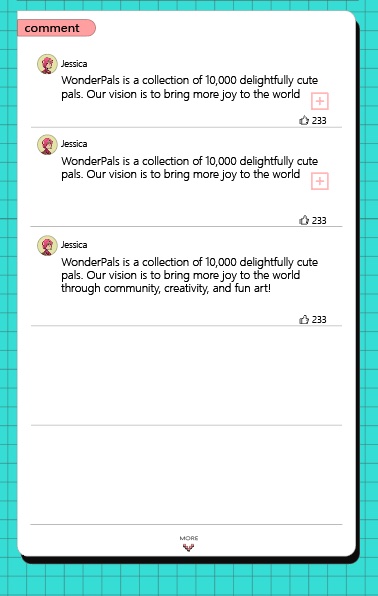 comment
Jessica
WonderPals is a collection of 10,000 delightfully cute
pals. Our vision is to bring more joy to the world
233
Jessica
WonderPals is a collection of 10,000 delightfully cute
pals. Our vision is to bring more joy to the world
233
Jessica
WonderPals is a collection of 10,000 delightfully cute
pals. Our vision is to bring more joy to the world
through community, creativity, and fun art!
233
MORE